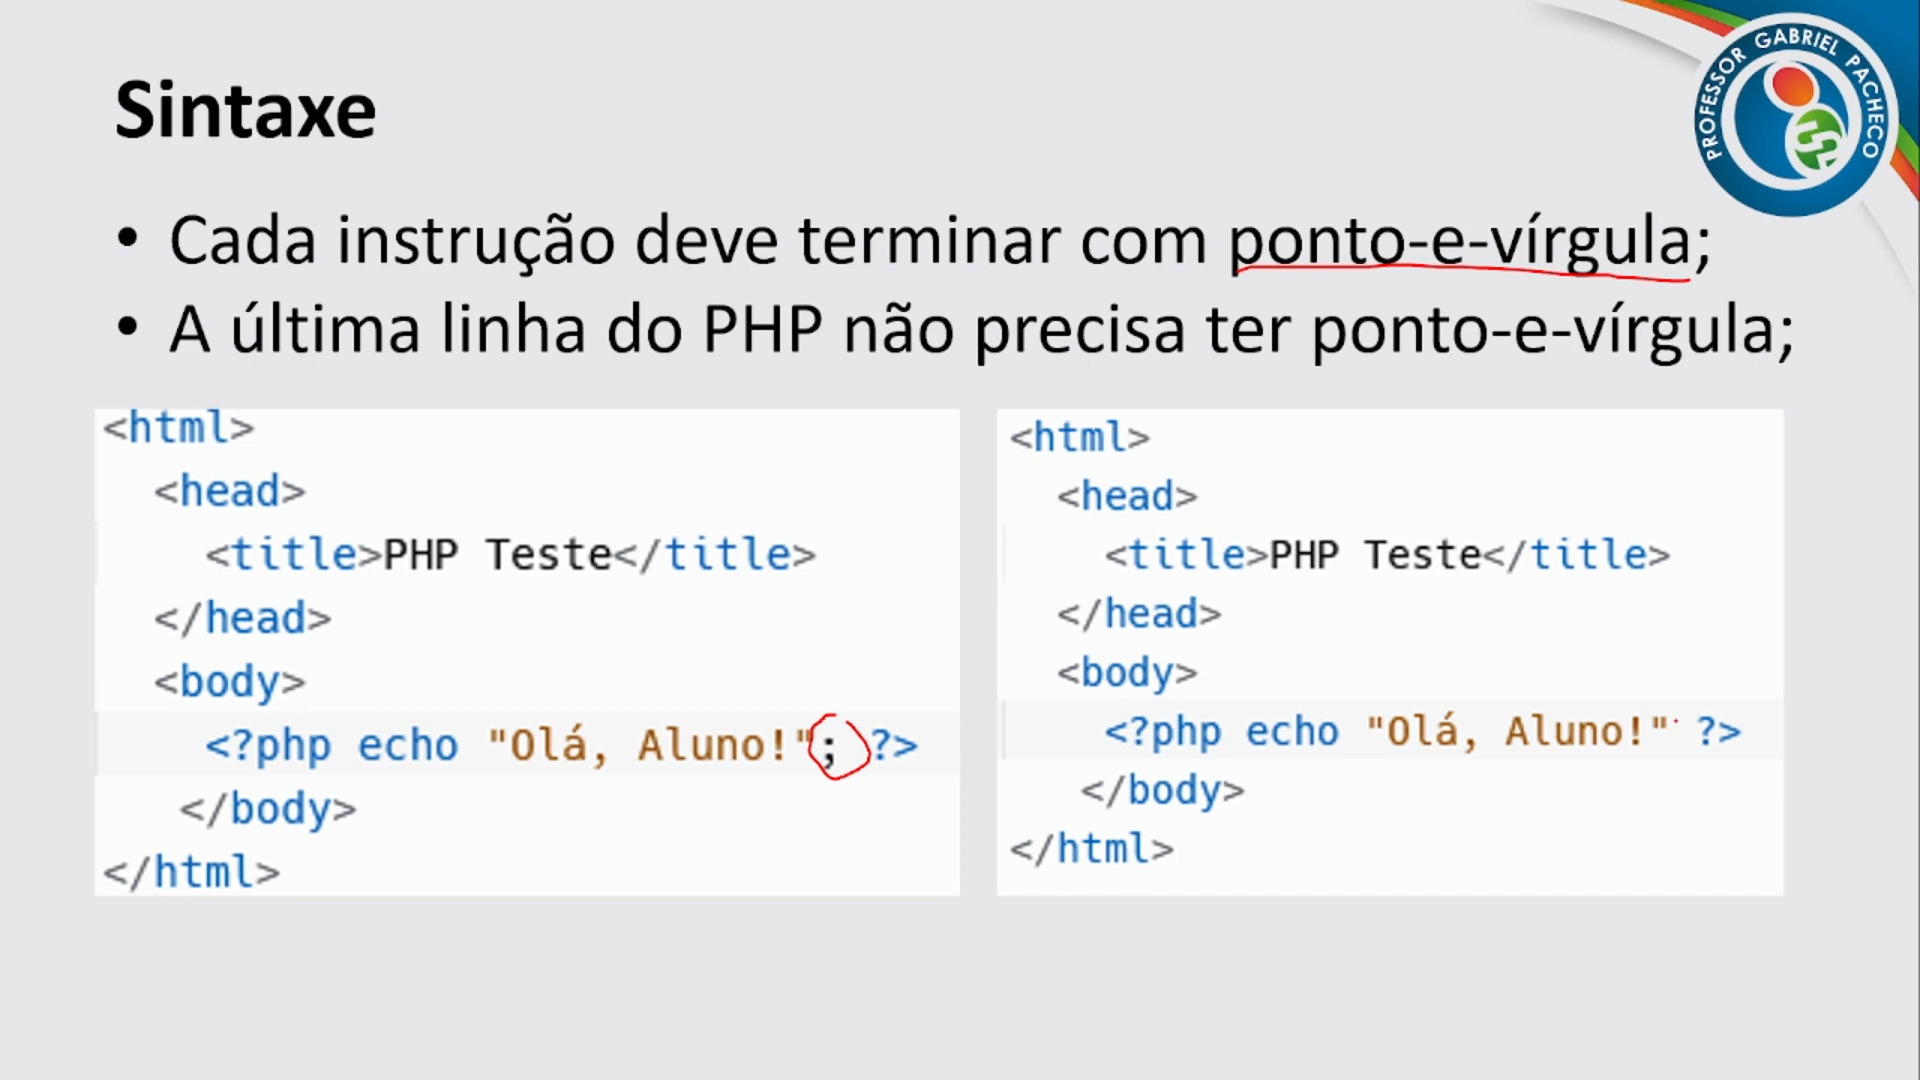 PROFESSOR GABRIEL PACHECO
Sintaxe
• Cada instrução deve terminar com ponto-e-vírgula;
• A última linha do PHP não precisa ter ponto-e-vírgula;
<html>
<head>
<title>PHP Teste</title>
</head>
<body>
<?php echo "Olá, Aluno!"; ?>
</body>
</html>
<html>
<head>
<title>PHP Teste</title>
</head>
<body>
<?php echo "Olá, Aluno!" ?>
</body>
</html>